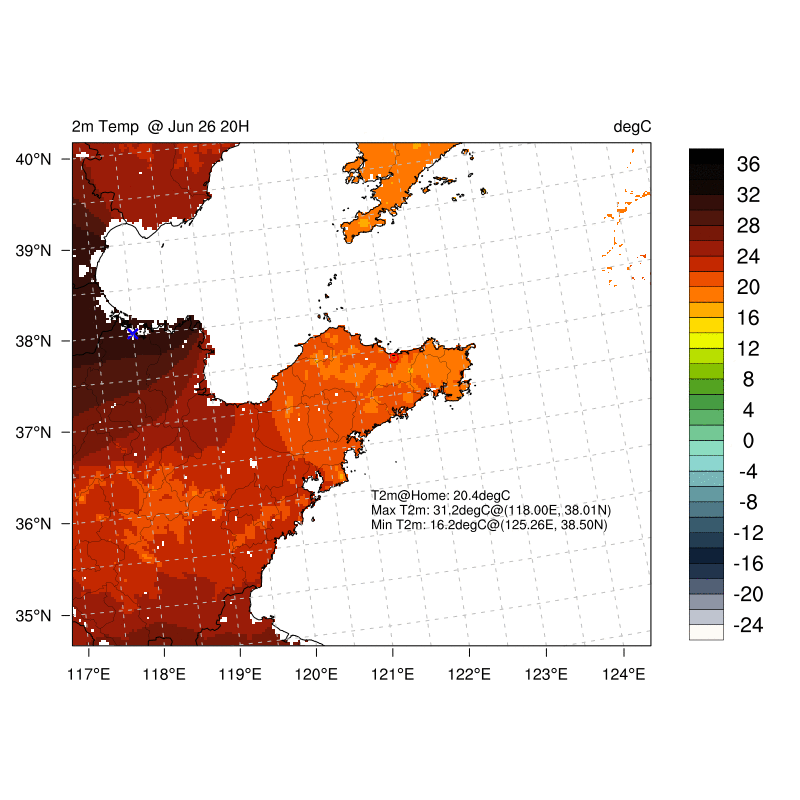 2m Temp @ Jun 26 20H
degC
40°N
39°N
38°N
37°N
36°N
35°N
117°E
118°E
119°E
120°E
121°E
122°E
123°E
124°E
T2m@Home: 20.4degC
Max T2m: 31.2degC@(118.00E, 38.01N)
Min T2m: 16.2degC@(125.26E, 38.50N)
36
32
28
24
20
16
12
8
4
0
-4
-8
-12
-16
-20
-24